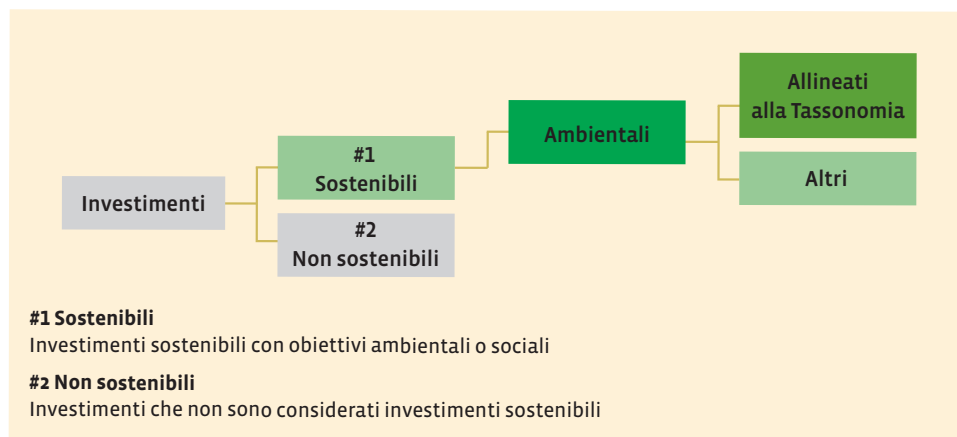 Allineati
alla Tassonomia
Ambientali
#1
Sostenibili
Altri
Investimenti
#2
Non sostenibili
#1 Sostenibili
Investimenti sostenibili con obiettivi ambientali o sociali
#2 Non sostenibili
Investimenti che non sono considerati investimenti sostenibili